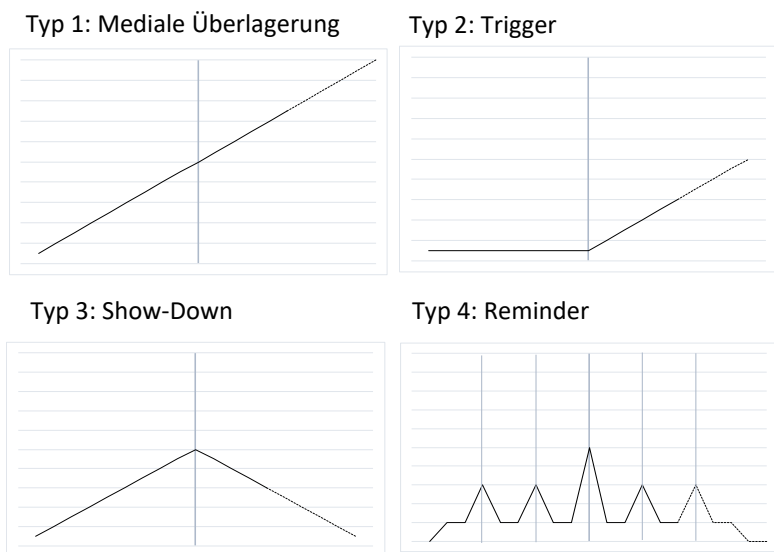 Typ 1: Mediale Überlagerung
Typ 2: Trigger
Typ 3: Show-Down
Typ 4: Reminder